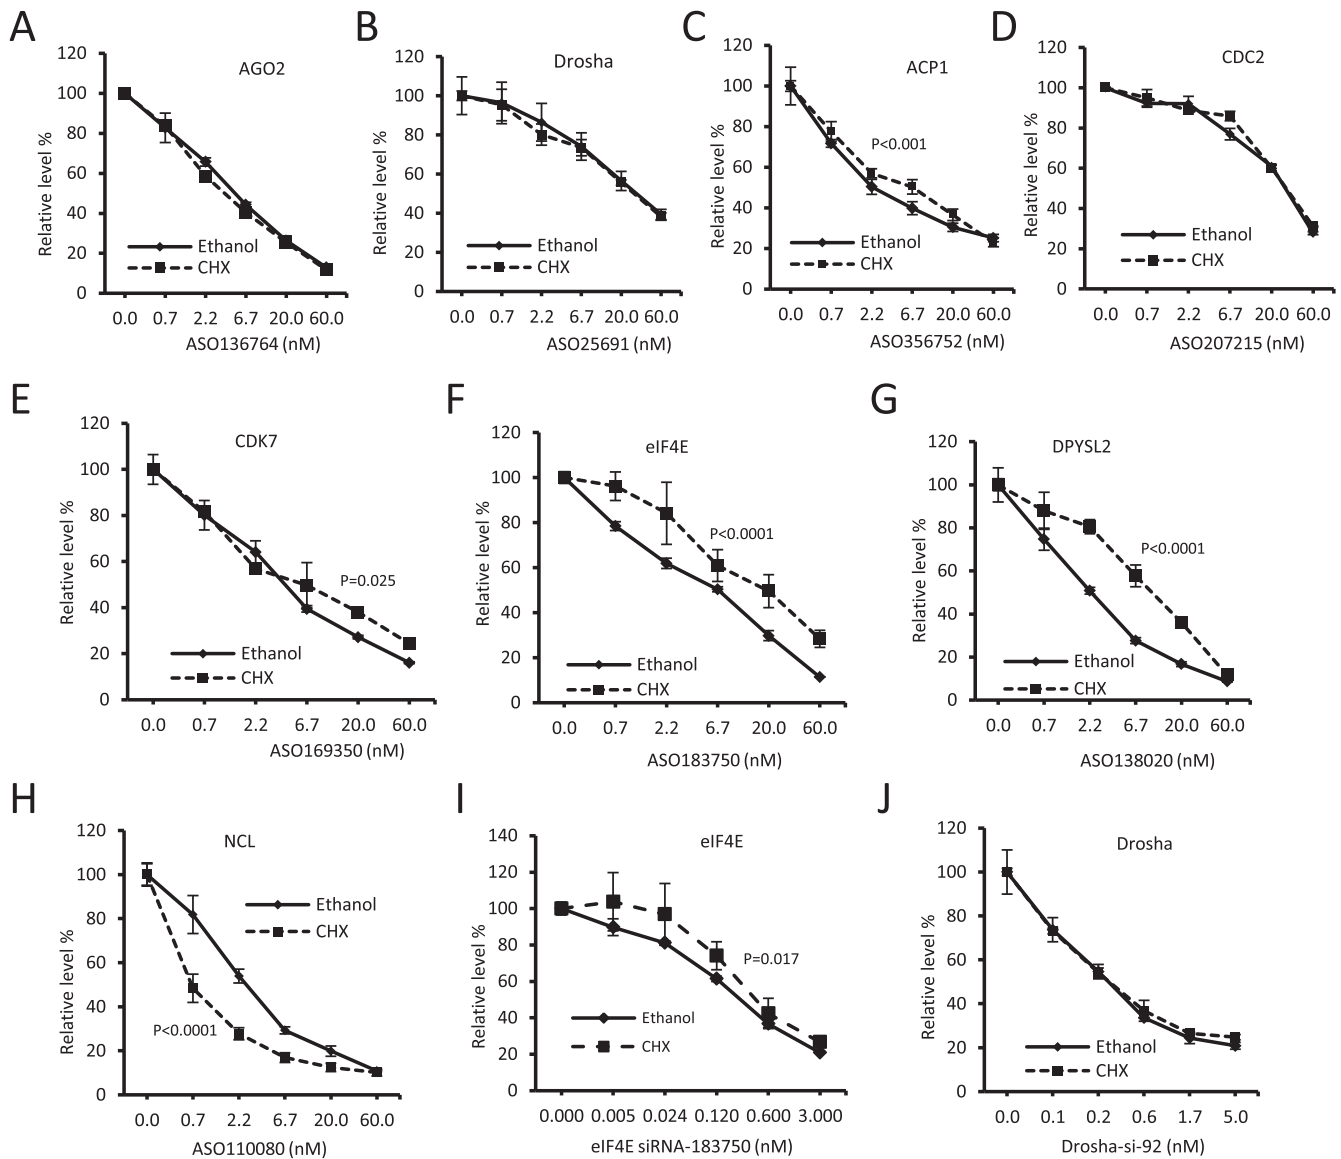 A
AGO2
Relative level %
120
100
80
60
40
20
0
Ethanol
CHX
0.0 0.7 2.2 6.7 20.0 60.0
ASO136764 (nM)
B
Drosha
Relative level %
120
100
80
60
40
20
0
Ethanol
CHX
0.0 0.7 2.2 6.7 20.0 60.0
ASO25691 (nM)
C
ACP1
Relative level %
120
100
80
60
40
20
0
P<0.001
Ethanol
CHX
0.0 0.7 2.2 6.7 20.0 60.0
ASO356752 (nM)
D
CDC2
Relative level %
120
100
80
60
40
20
0
Ethanol
CHX
0.0 0.7 2.2 6.7 20.0 60.0
ASO207215 (nM)
E
CDK7
Relative level %
120
100
80
60
40
20
0
P=0.025
Ethanol
CHX
0.0 0.7 2.2 6.7 20.0 60.0
ASO169350 (nM)
F
eIF4E
Relative level %
120
100
80
60
40
20
0
P<0.0001
Ethanol
CHX
0.0 0.7 2.2 6.7 20.0 60.0
ASO183750 (nM)
G
DPYSL2
Relative level %
120
100
80
60
40
20
0
P<0.0001
Ethanol
CHX
0.0 0.7 2.2 6.7 20.0 60.0
ASO138020 (nM)
H
NCL
Relative level %
120
100
80
60
40
20
0
Ethanol
CHX
P<0.0001
0.0 0.7 2.2 6.7 20.0 60.0
ASO110080 (nM)
I
eIF4E
Relative level %
140
120
100
80
60
40
20
0
P=0.017
Ethanol
CHX
0.000 0.005 0.024 0.120 0.600 3.000
eIF4E siRNA-183750 (nM)
J
Drosha
Relative level %
120
100
80
60
40
20
0
Ethanol
CHX
0.0 0.1 0.2 0.6 1.7 5.0
Drosha-si-92 (nM)